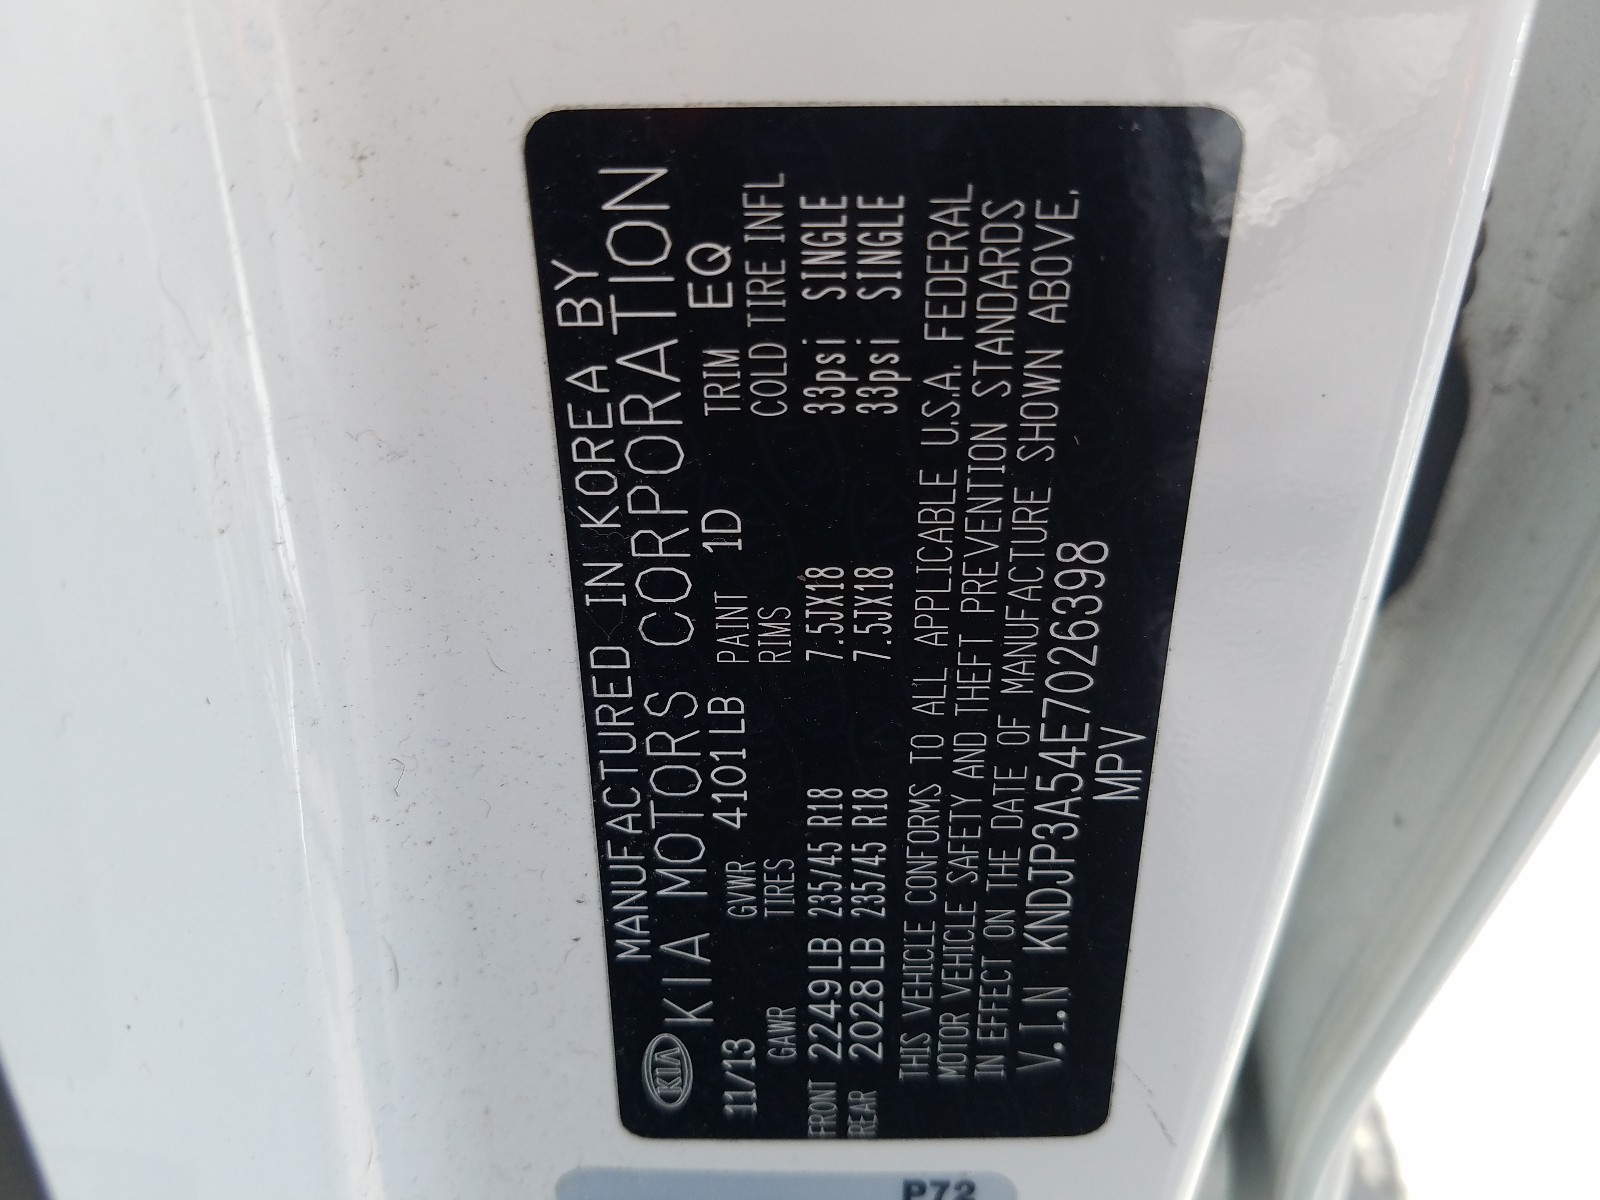 MANUFACTURED IN KOREA BY
KIA KIA MOTORS CORPORATION
11/13 GVWR 4101LB PAINT 1D TRIM EQ
GAWR TIRES RIMS COLD TIRE INFL
FRONT 2249LB 235/45 R18 7.5JX18 33psi SINGLE
REAR 2028LB 235/45 R18 7.5JX18 33psi SINGLE
THIS VEHICLE CONFORMS TO ALL APPLICABLE U.S.A. FEDERAL
MOTOR VEHICLE SAFETY AND THEFT PREVENTION STANDARDS
IN EFFECT ON THE DATE OF MANUFACTURE SHOWN ABOVE.
V.I.N KNDJP3A54E7026398
MPV
P72